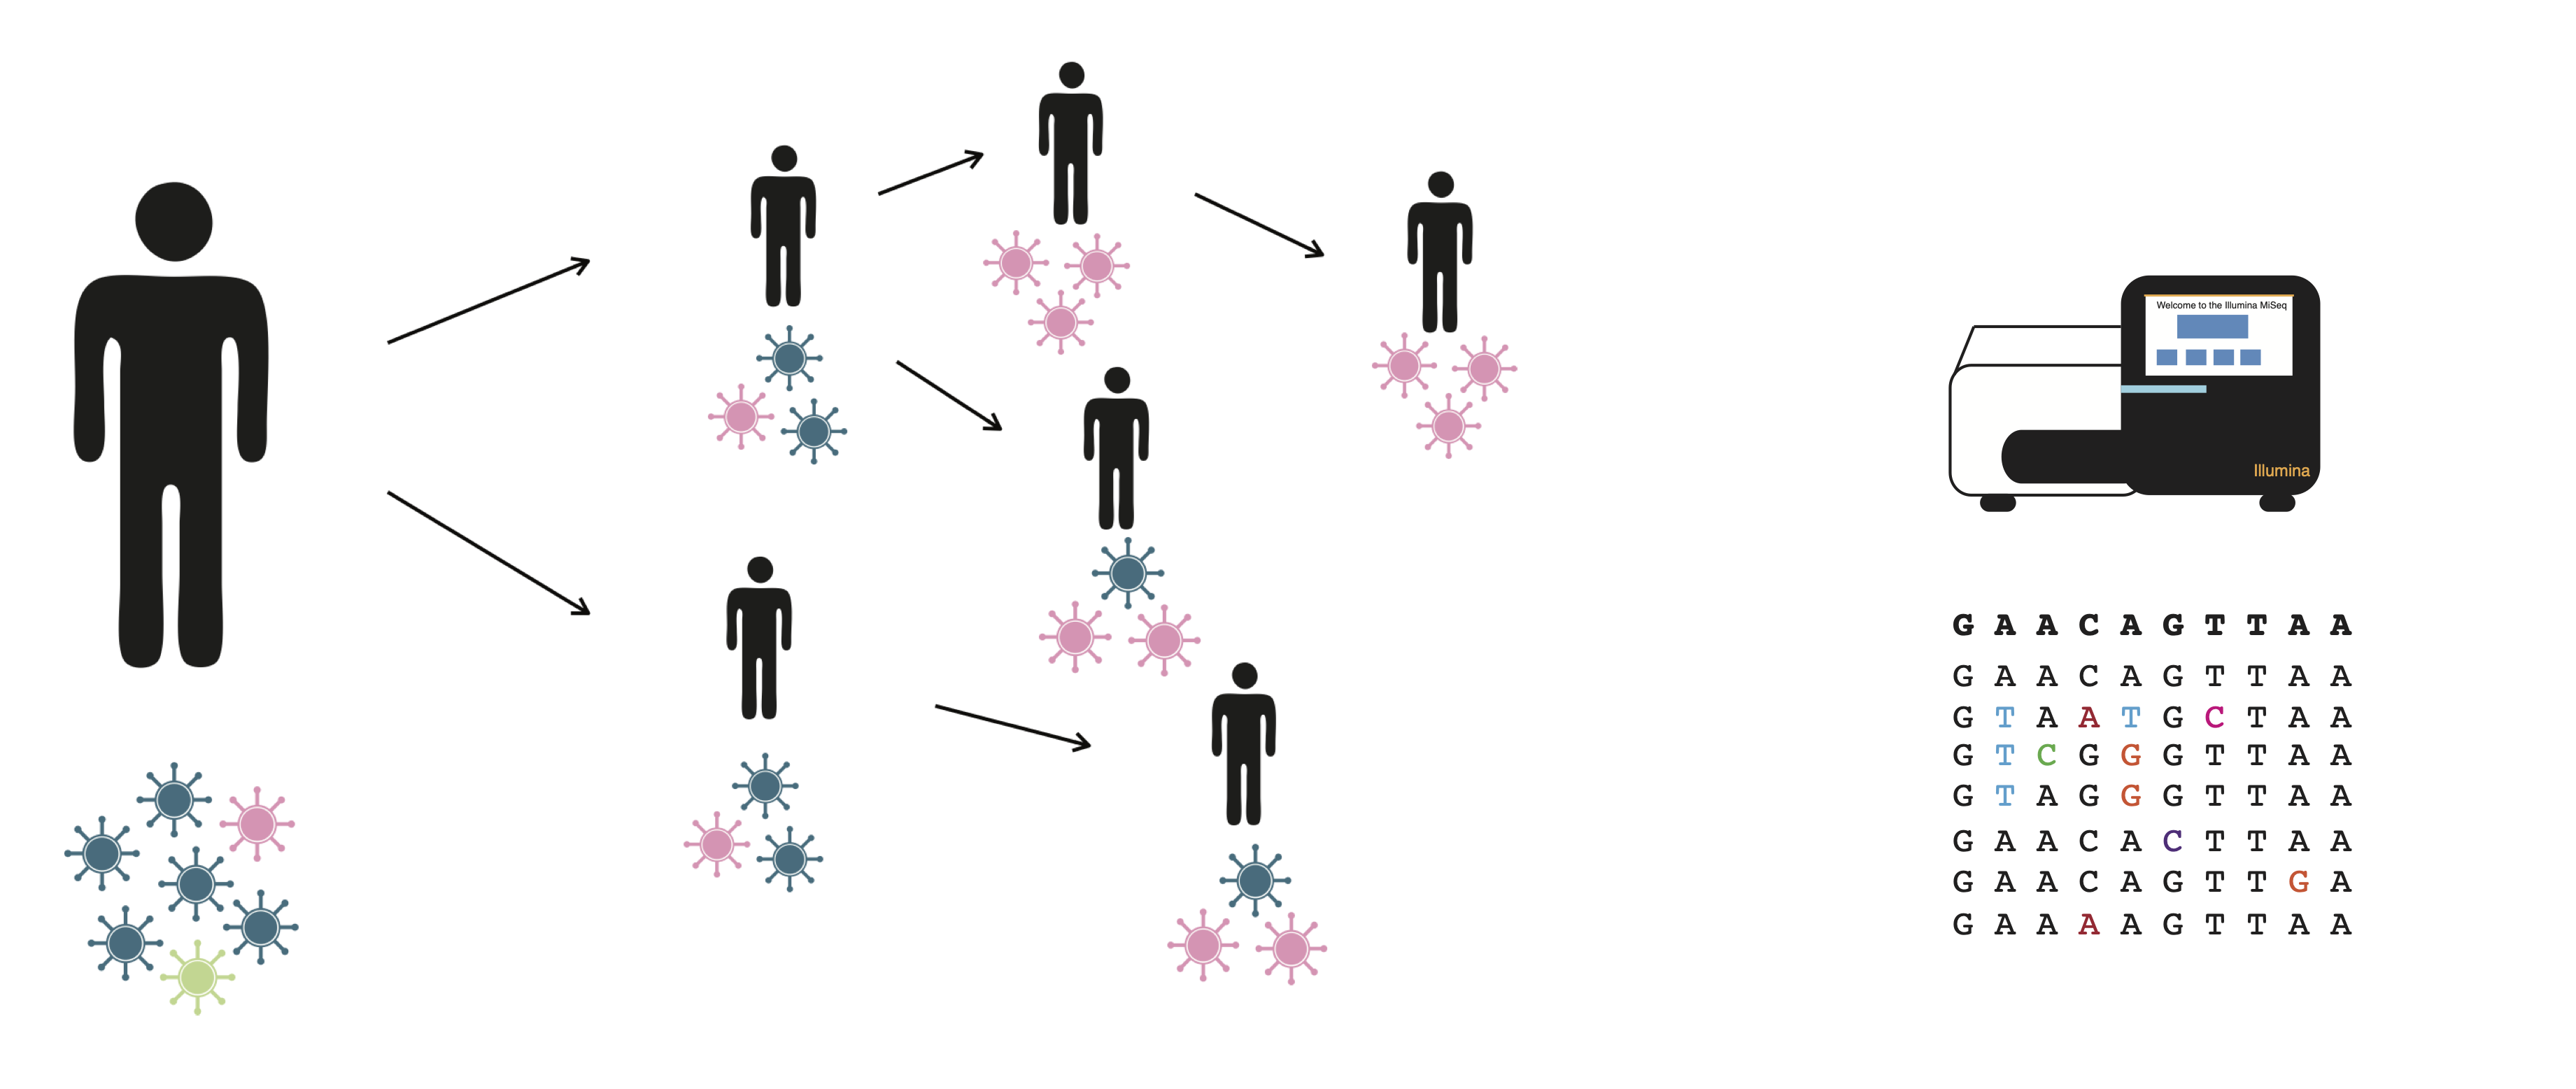 Welcome to the Illumina MiSeq
Illumina
G A A C A G T T A A
G A A C A G T T A A
G T A A T G C T A A
G T C G G G T T A A
G T A G G G T T A A
G A A C A C T T A A
G A A C A G T T G A
G A A A A G T T A A